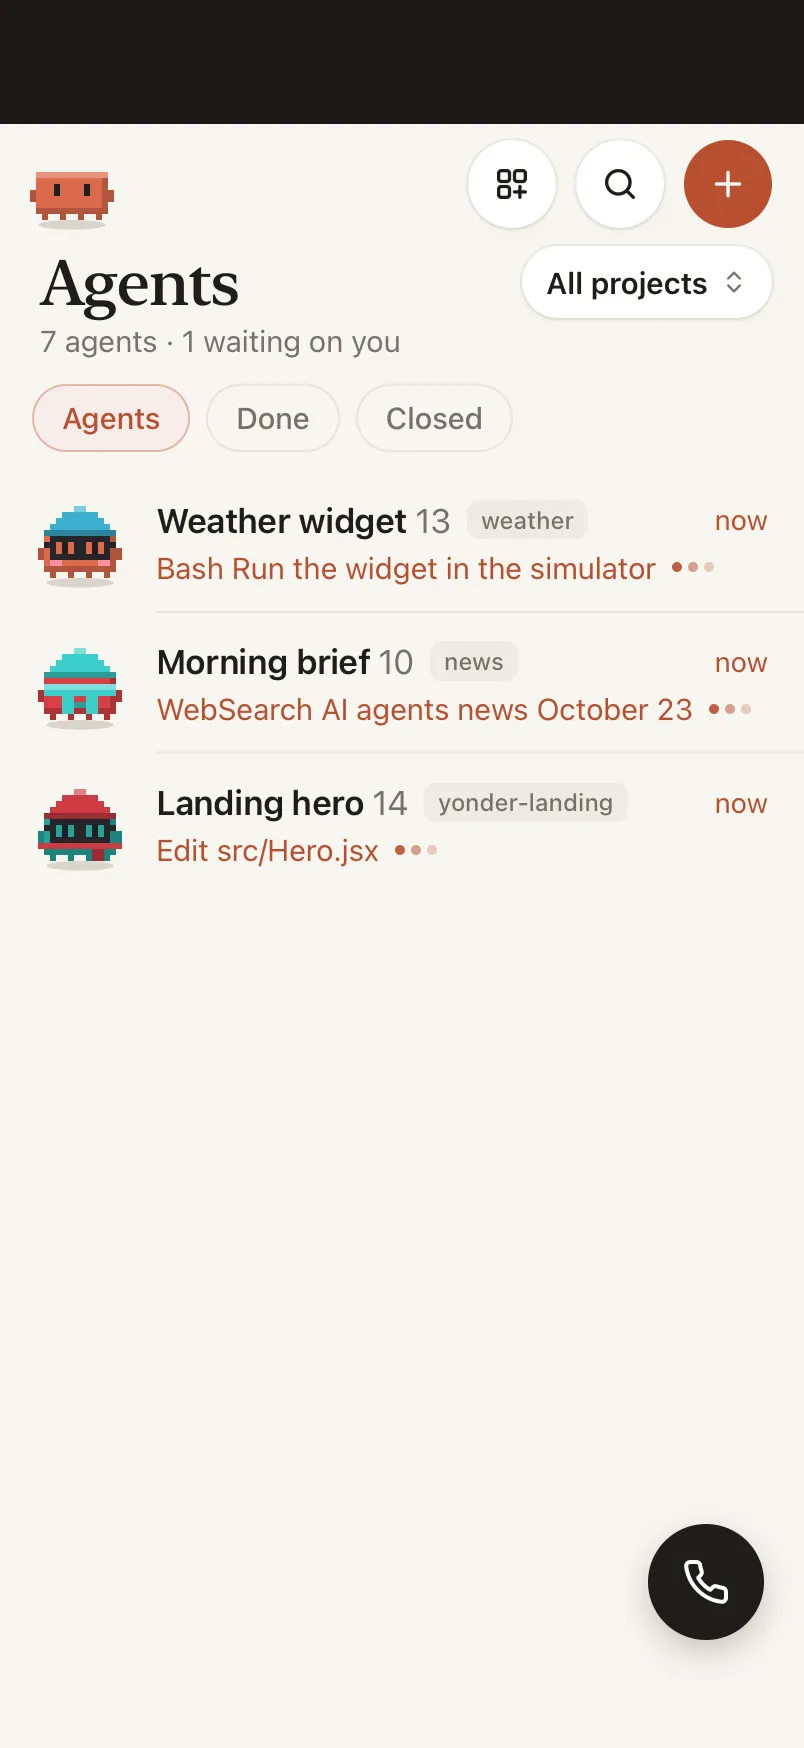 Agents
All projects
7 agents · 1 waiting on you
Agents Done Closed
Weather widget 13 weather now
Bash Run the widget in the simulator
Morning brief 10 news now
WebSearch AI agents news October 23
Landing hero 14 yonder-landing now
Edit src/Hero.jsx